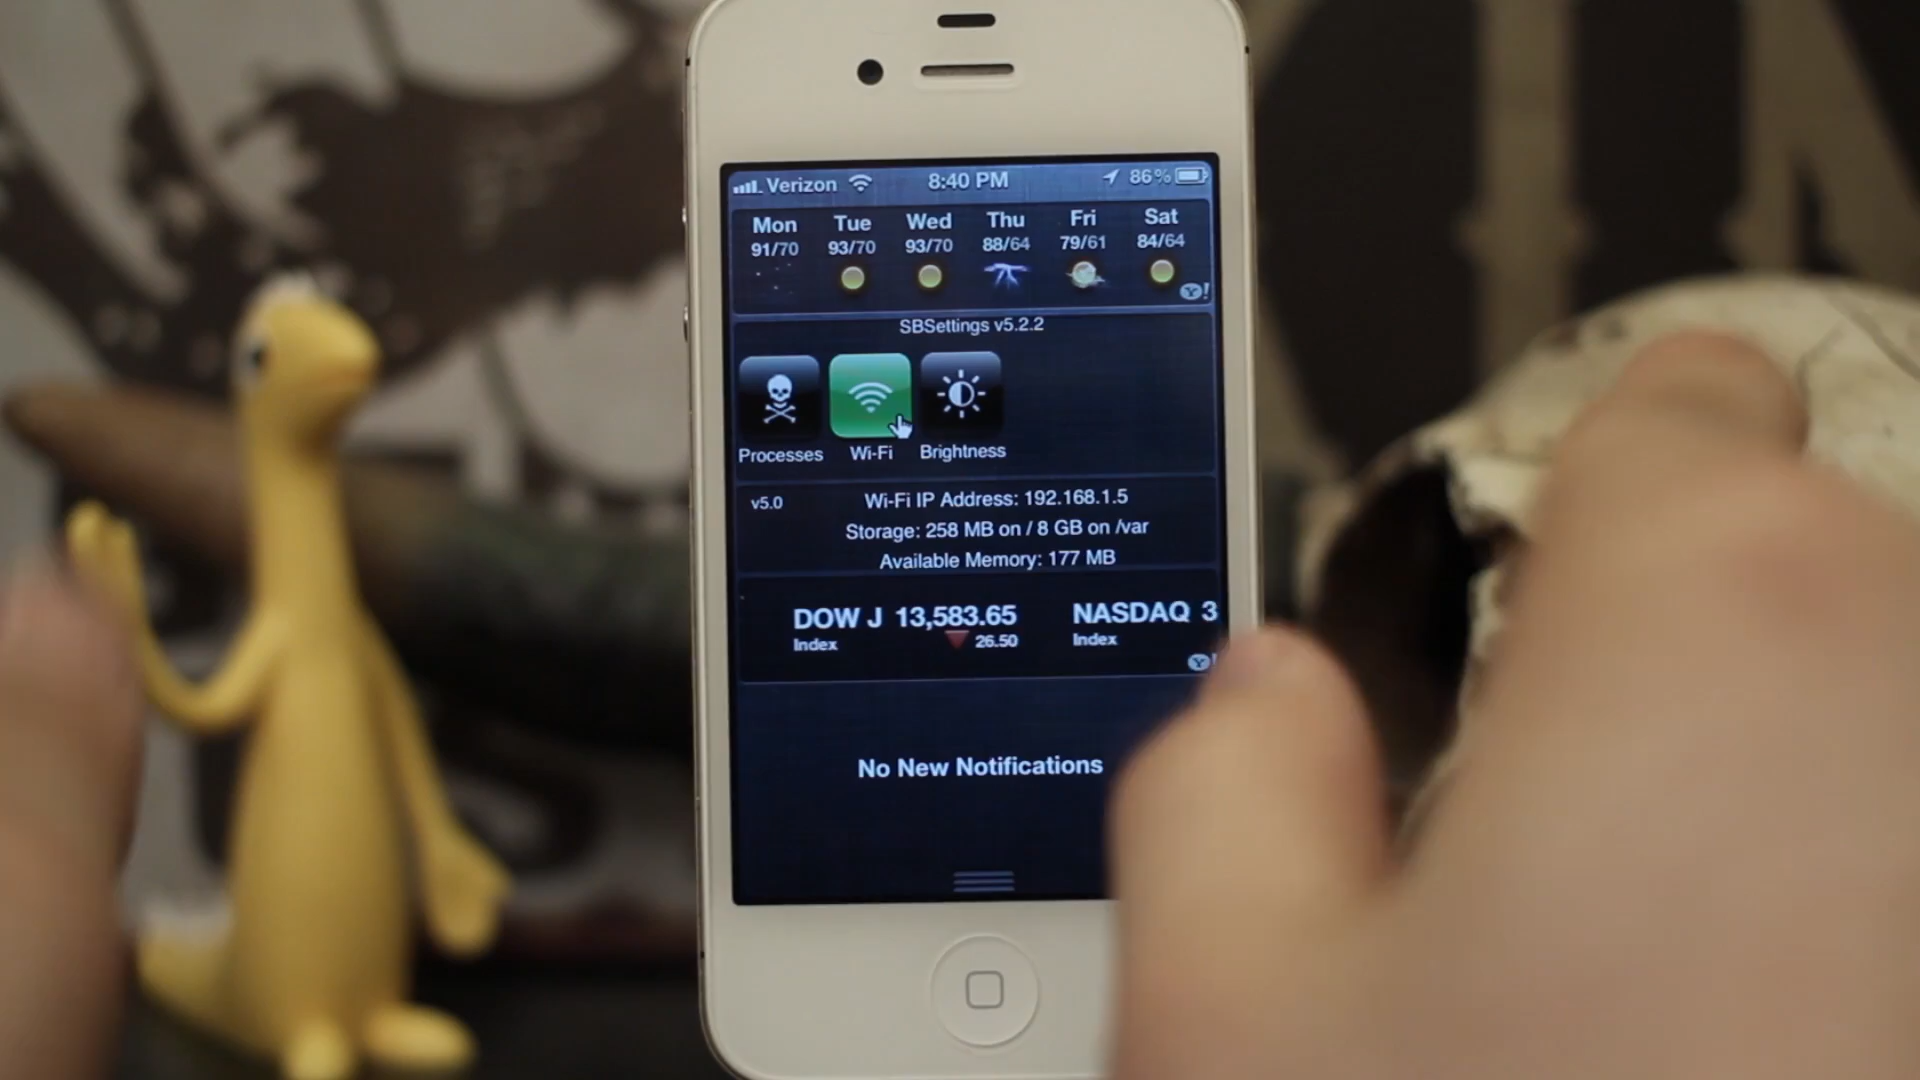 Verizon 8:40 PM 86%
Mon Tue Wed Thu Fri Sat
91/70 93/70 93/70 88/64 79/61 84/64
Y!
SBSettings v5.2.2
Processes Wi-Fi Brightness
v5.0 Wi-Fi IP Address: 192.168.1.5
Storage: 258 MB on / 8 GB on /var
Available Memory: 177 MB
DOW J 13,583.65 NASDAQ 3
Index 26.50 Index
Y!
No New Notifications